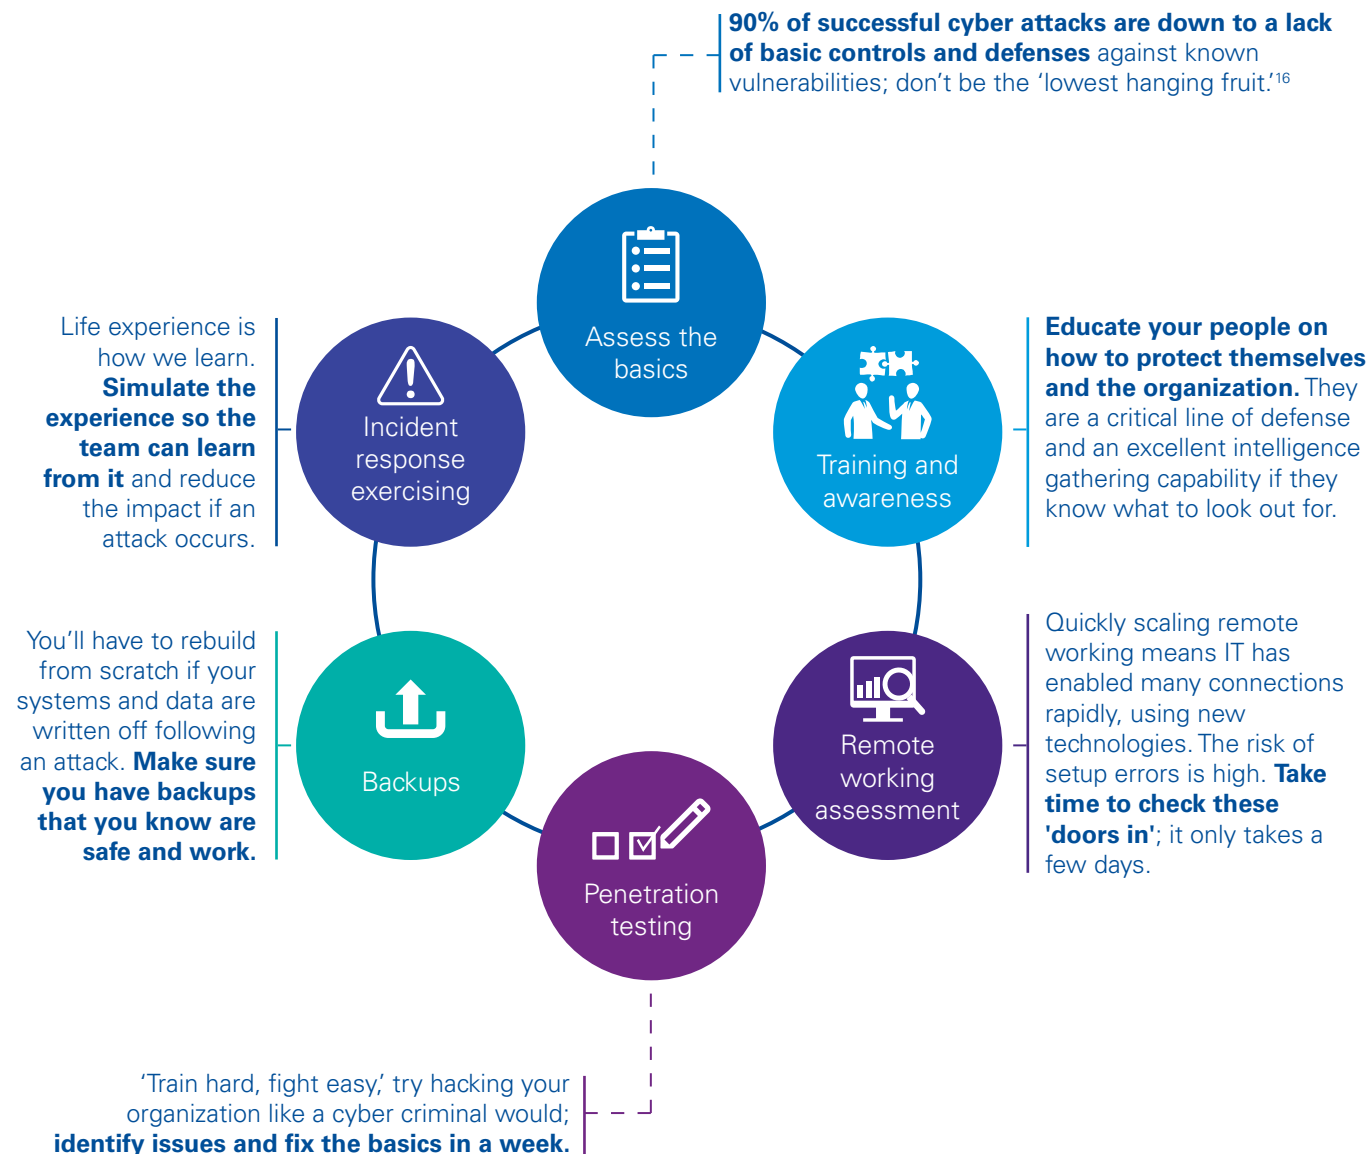 90% of successful cyber attacks are down to a lack
of basic controls and defenses against known
vulnerabilities; don’t be the ‘lowest hanging fruit.’16
Assess the
basics
Life experience is
how we learn.
Simulate the
experience so the
team can learn
from it and reduce
the impact if an
attack occurs.
Incident
response
exercising
Training and
awareness
Educate your people on
how to protect themselves
and the organization. They
are a critical line of defense
and an excellent intelligence
gathering capability if they
know what to look out for.
You’ll have to rebuild
from scratch if your
systems and data are
written off following
an attack. Make sure
you have backups
that you know are
safe and work.
Backups
Remote
working
assessment
Quickly scaling remote
working means IT has
enabled many connections
rapidly, using new
technologies. The risk of
setup errors is high. Take
time to check these
'doors in'; it only takes a
few days.
Penetration
testing
‘Train hard, fight easy,’ try hacking your
organization like a cyber criminal would;
identify issues and fix the basics in a week.